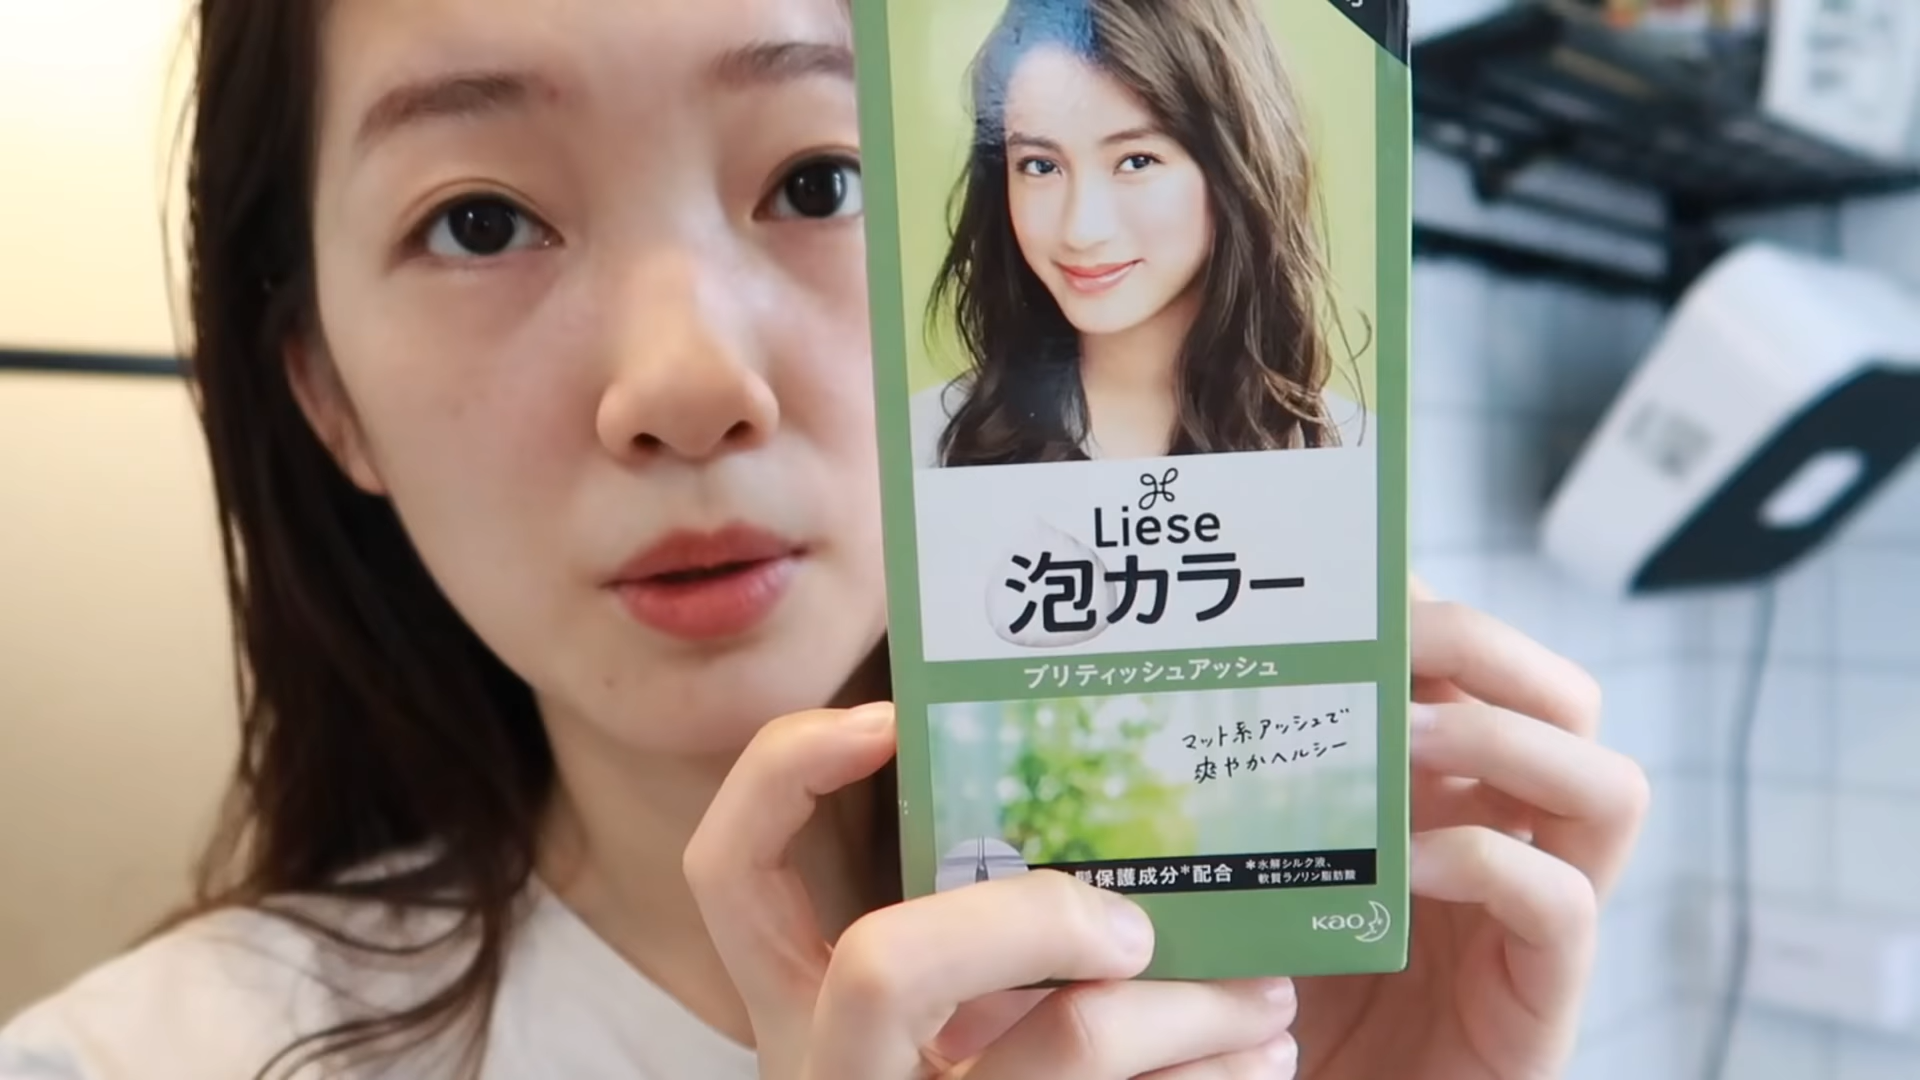 Liese
泡カラー
ブリティッシュアッシュ
マット系アッシュで
爽やかヘルシー
髪保護成分*配合
*水解シルク液、
軟質ラノリン脂肪酸
Kao